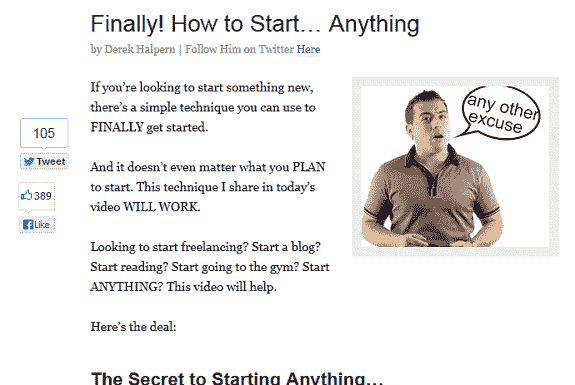 Finally! How to Start… Anything
by Derek Halpern | Follow Him on Twitter Here
If you’re looking to start something new,
there’s a simple technique you can use to
FINALLY get started.
any other
excuse
105
Tweet
And it doesn’t even matter what you PLAN
to start. This technique I share in today’s
video WILL WORK.
389
Like
Looking to start freelancing? Start a blog?
Start reading? Start going to the gym? Start
ANYTHING? This video will help.
Here’s the deal:
The Secret to Starting Anything…